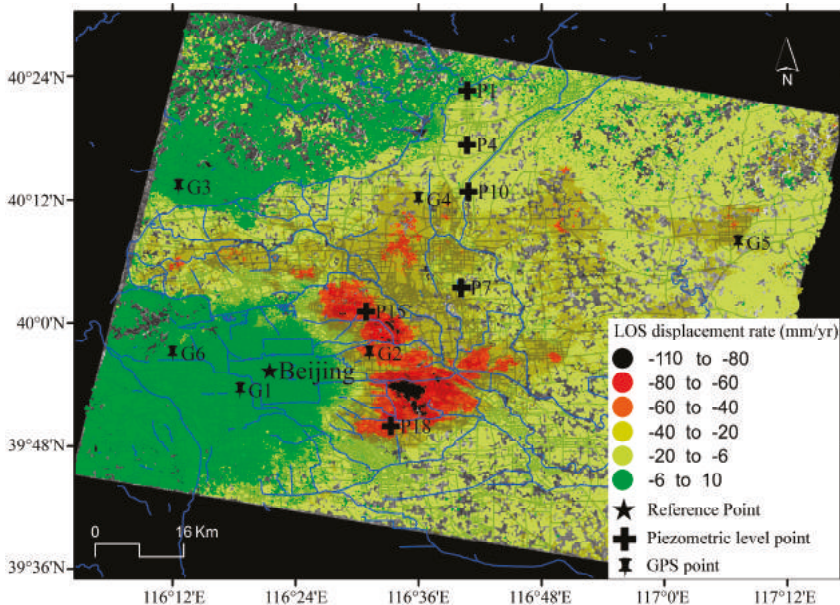 40°24'N
40°12'N
40°0'N
39°48'N
39°36'N
N
P1
P4
G3
G4
P10
G5
P7
P15
G6
G2
Beijing
G1
P18
0 16 Km
LOS displacement rate (mm/yr)
-110 to -80
-80 to -60
-60 to -40
-40 to -20
-20 to -6
-6 to 10
Reference Point
Piezometric level point
GPS point
116°12'E 116°24'E 116°36'E 116°48'E 117°0'E 117°12'E